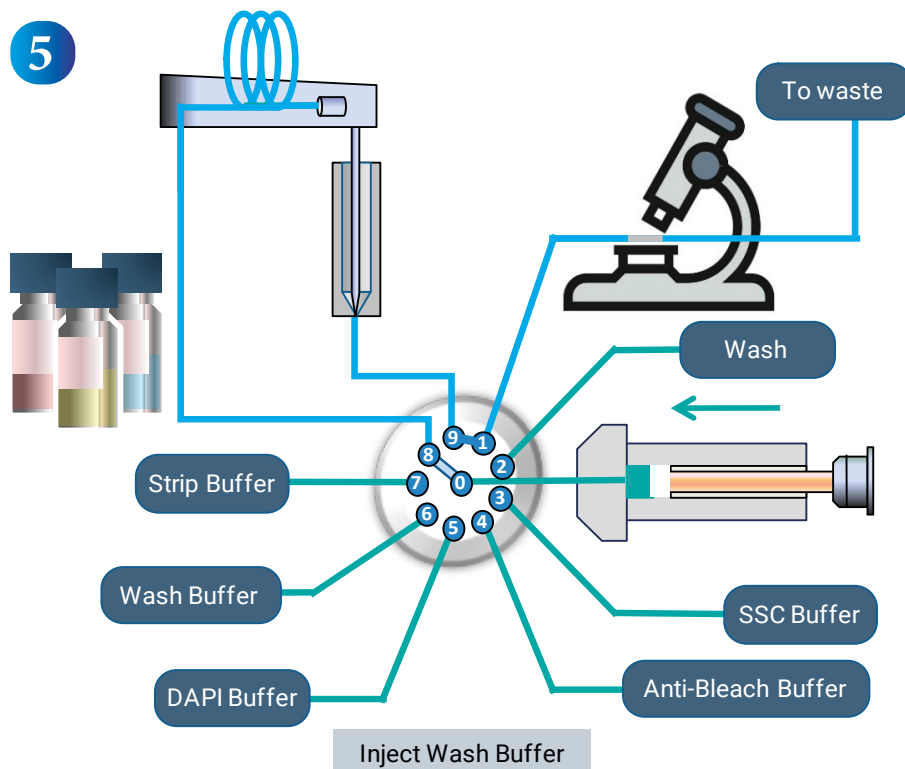 5
To waste
Wash
9
1
8
2
Strip Buffer
7
0
3
6
5
4
Wash Buffer
SSC Buffer
DAPI Buffer
Anti-Bleach Buffer
Inject Wash Buffer